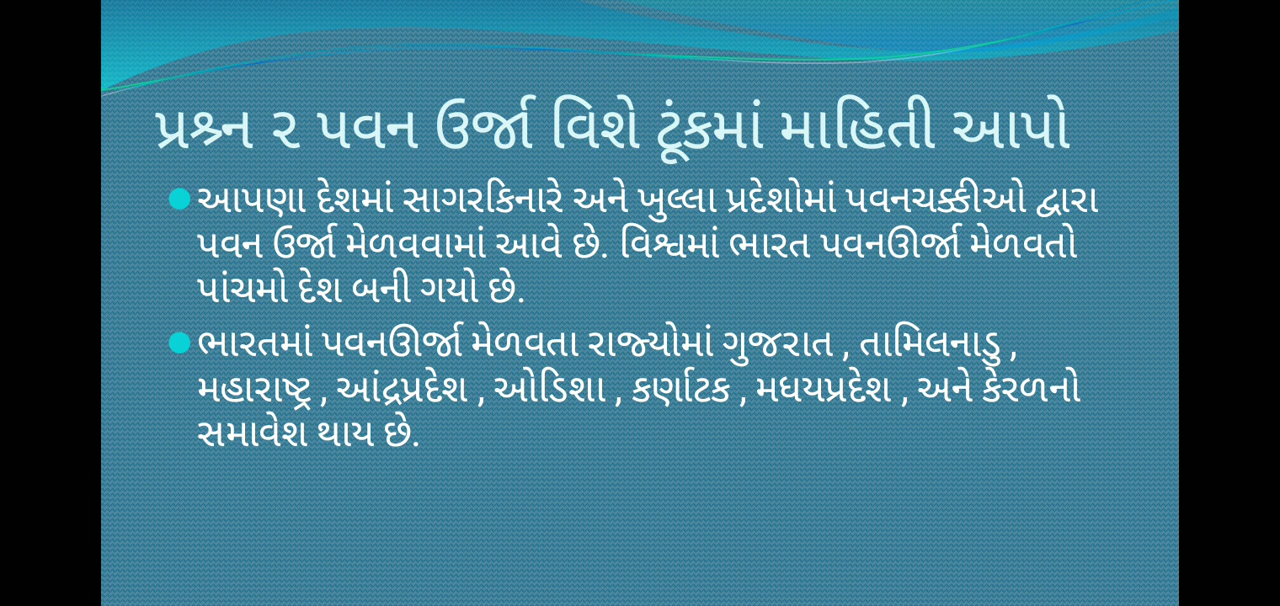 પ્રશ્ન ૨ પવન ઉર્જા વિશે ટૂંકમાં માહિતી આપો
આપણા દેશમાં સાગરકિનારે અને ખુલ્લા પ્રદેશોમાં પવનચક્કીઓ દ્વારા
પવન ઉર્જા મેળવવામાં આવે છે. વિશ્વમાં ભારત પવનઊર્જા મેળવતો
પાંચમો દેશ બની ગયો છે.
ભારતમાં પવનઊર્જા મેળવતા રાજ્યોમાં ગુજરાત , તામિલનાડુ ,
મહારાષ્ટ્ર , આંદ્રપ્રદેશ , ઓડિશા , કર્ણાટક , મધયપ્રદેશ , અને કેરળનો
સમાવેશ થાય છે.